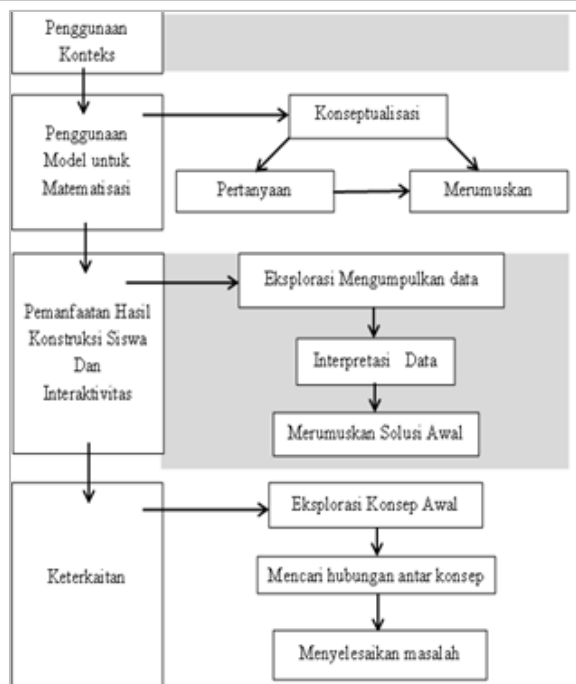 Penggunaan
Konteks
Penggunaan
Model untuk
Matematisasi
Konseptualisasi
Pertanyaan
Merumuskan
Pemanfaatan Hasil
Konstruksi Siswa
Dan
Interaktivitas
Eksplorasi Mengumpulkan data
Interpretasi Data
Merumuskan Solusi Awal
Keterkaitan
Eksplorasi Konsep Awal
Mencari hubungan antar konsep
Menyelesaikan masalah